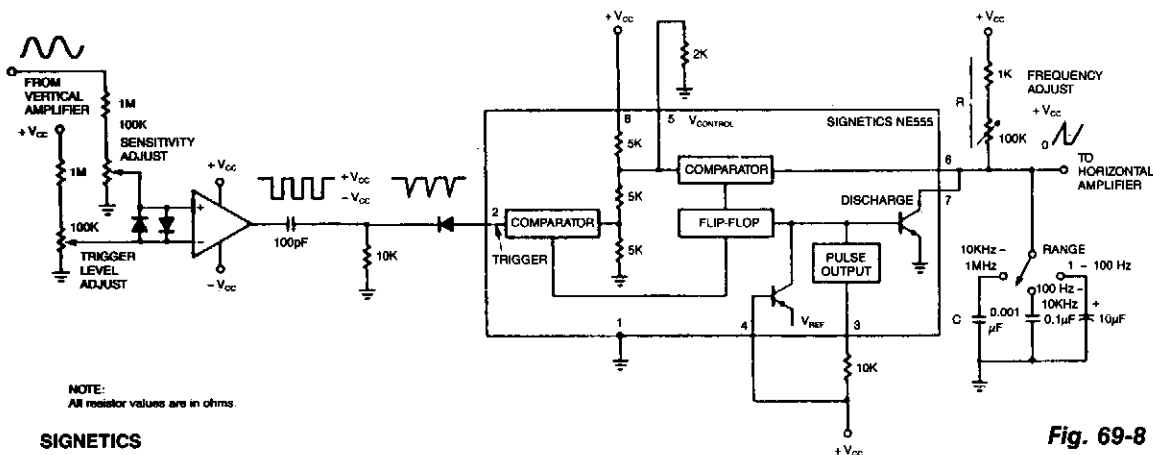 FROM
VERTICAL
AMPLIFIER
+ Vcc
1M
100K
SENSITIVITY
ADJUST
1M
100K
TRIGGER
LEVEL
ADJUST
+Vcc
+
−
−Vcc
+Vcc
−Vcc
100pF
10K
+ Vcc
2K
8
5
VCONTROL
SIGNETICS NE555
5K
5K
5K
COMPARATOR
2
COMPARATOR
TRIGGER
FLIP-FLOP
DISCHARGE
6
7
PULSE
OUTPUT
VREF
1
4
3
10K
+ Vcc
+ Vcc
R
1K
FREQUENCY
ADJUST
100K
+ Vcc
0
TO
HORIZONTAL
AMPLIFIER
RANGE
10KHz –
1MHz
1 – 100 Hz
100 Hz –
10KHz
C
0.001
µF
0.1µF
+
10µF
NOTE:
All resistor values are in ohms.
SIGNETICS
Fig. 69-8